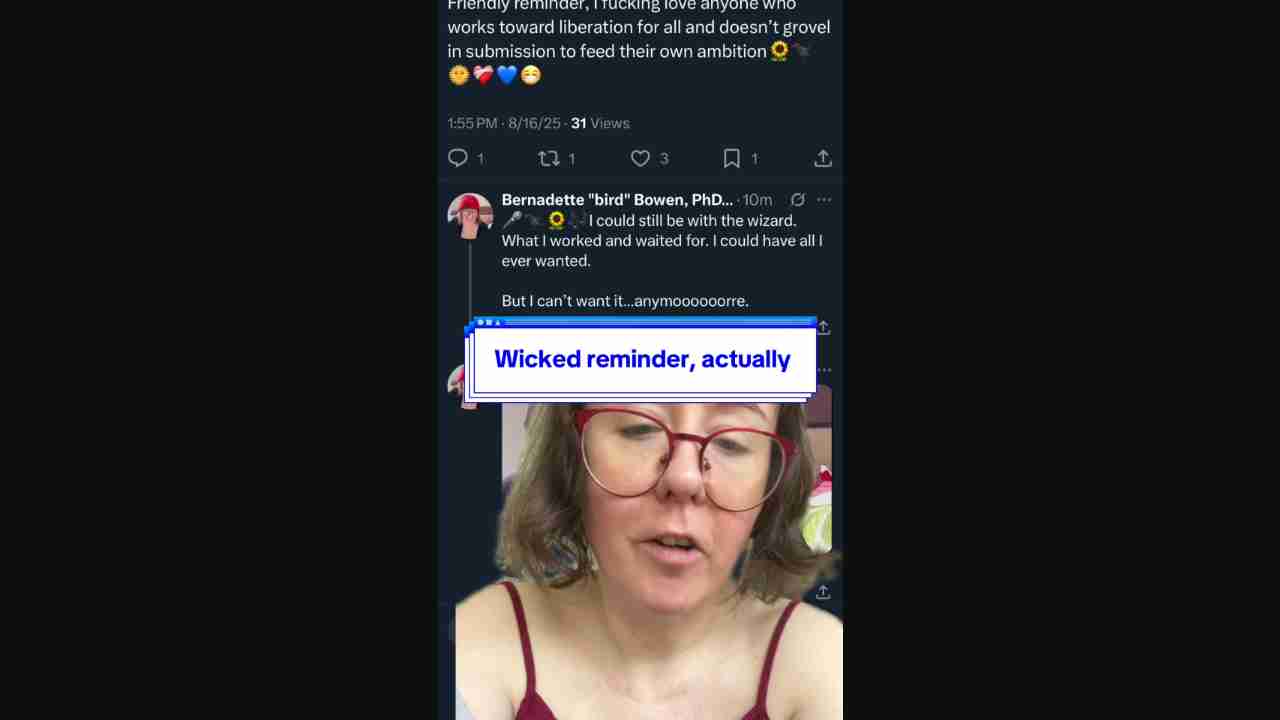 Friendly reminder, I fucking love anyone who
works toward liberation for all and doesn't grovel
in submission to feed their own ambition🌻🐦‍⬛
🌞❤️‍🩹💙😷
1:55 PM · 8/16/25 · 31 Views
1 1 3 1
Bernadette "bird" Bowen, PhD... · 10m
🎤🐦‍⬛🌻🎶I could still be with the wizard.
What I worked and waited for. I could have all I
ever wanted.
But I can't want it...anymoooooorre.
Wicked reminder, actually